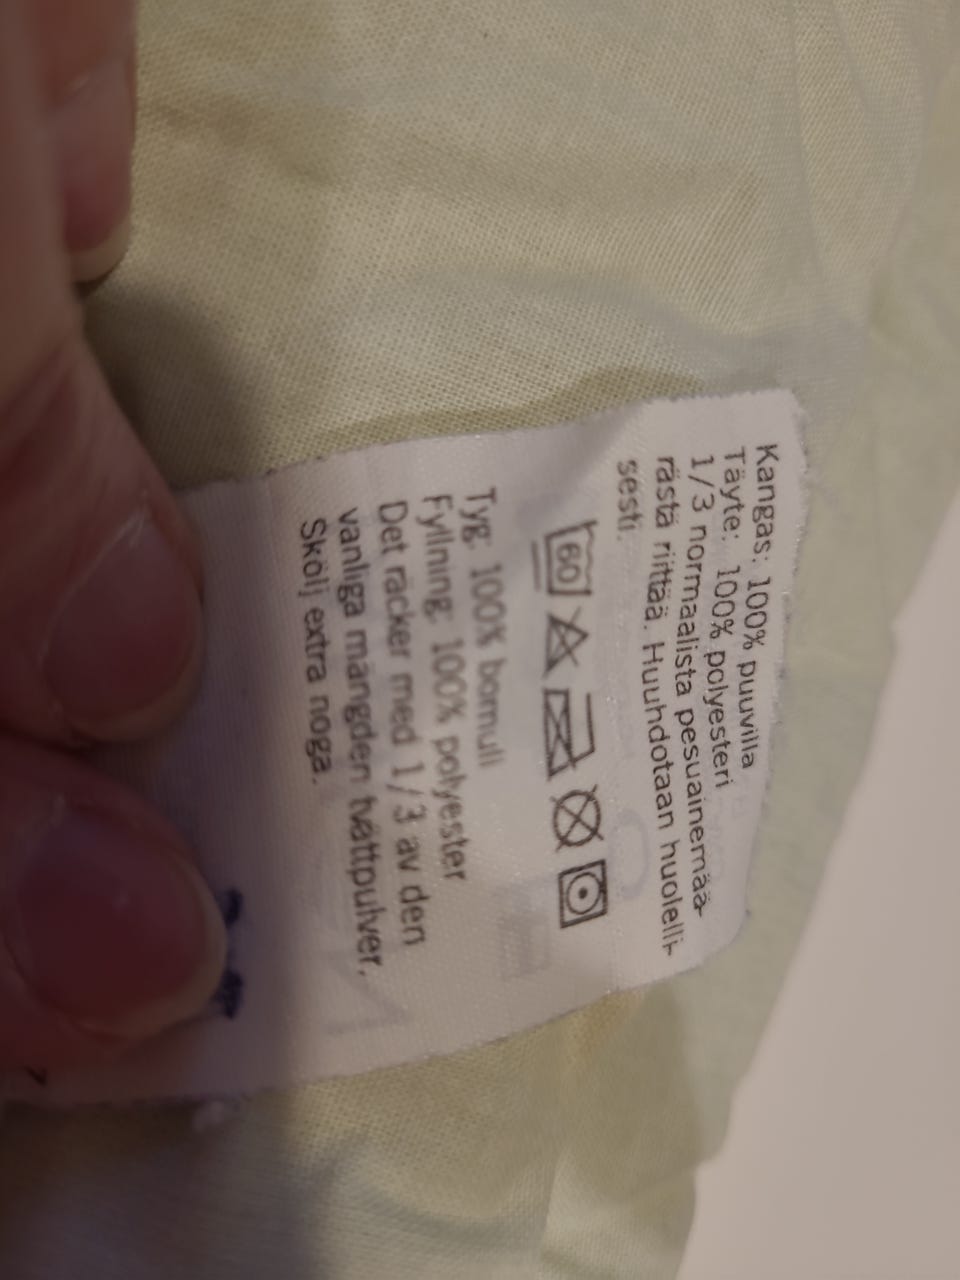 Kangas: 100% puuvilla
Täyte: 100% polyesteri
1/3 normaalista pesuainemää-
rästä riittää. Huuhdotaan huolelli-
sesti.
60
Tyg: 100% bomull
Fyllning: 100% polyester
Det räcker med 1/3 av den
vanliga mängden tvättpulver.
Skölj extra noga.